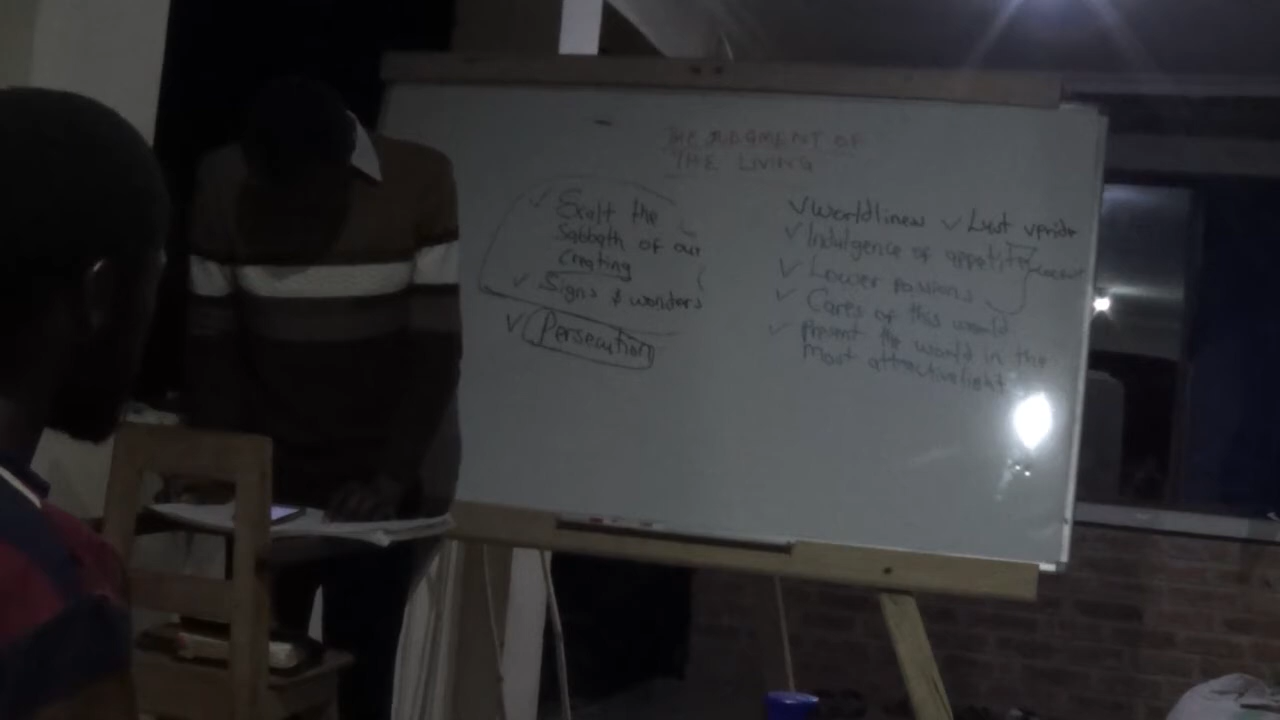 THE JUDGMENT OF
THE LIVING
✓ Exalt the
Sabbath of our
Creating
✓ Signs & wonders
✓ Persecution
✓ Worldliness ✓ Lust ✓ pride
✓ Indulgence of appetite
✓ Lower passions
✓ Cares of this world
✓ Present the world in the
most attractive light